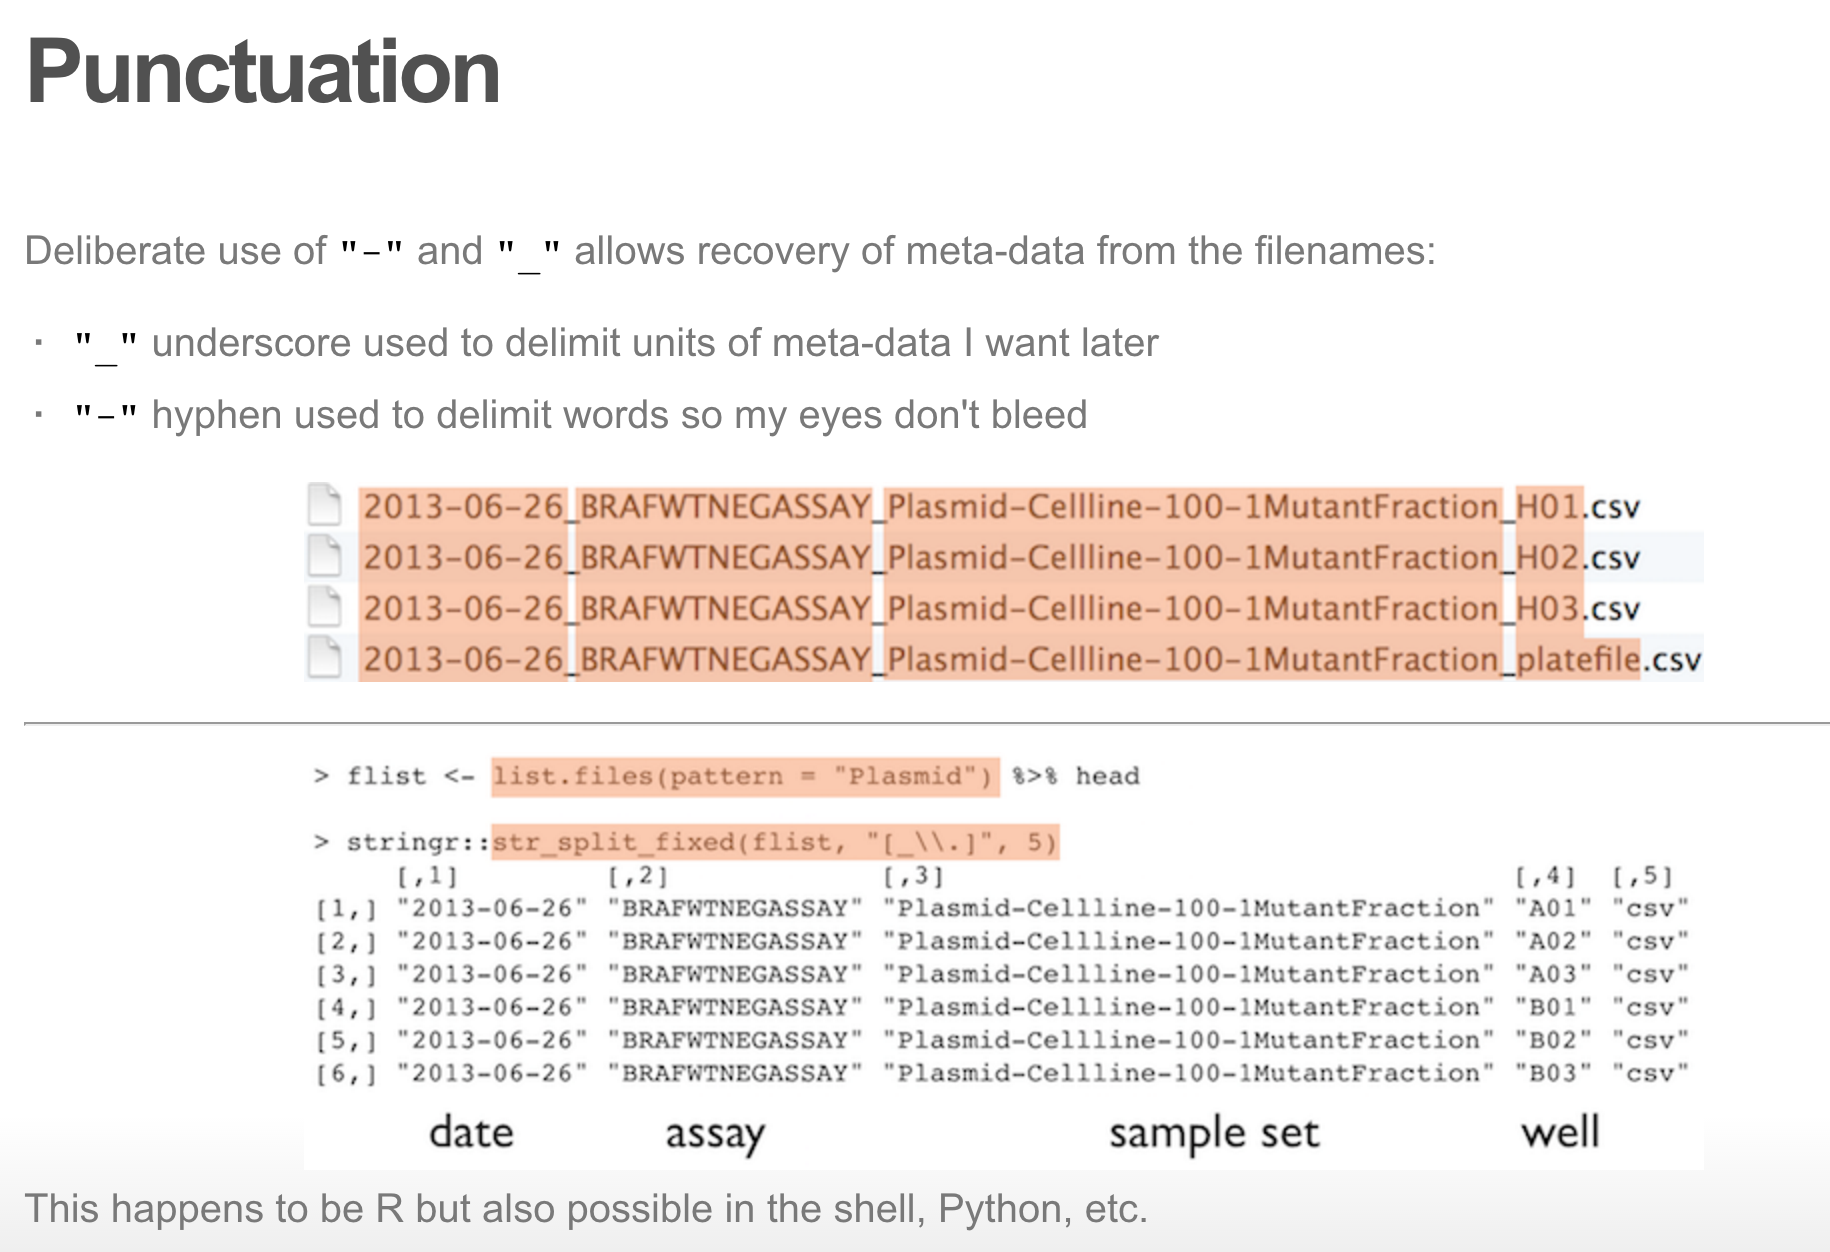 Punctuation
Deliberate use of "-" and "_" allows recovery of meta-data from the filenames:
· "_" underscore used to delimit units of meta-data I want later
· "-" hyphen used to delimit words so my eyes don't bleed
2013-06-26_BRAFWTNEGASSAY_Plasmid-Cellline-100-1MutantFraction_H01.csv
2013-06-26_BRAFWTNEGASSAY_Plasmid-Cellline-100-1MutantFraction_H02.csv
2013-06-26_BRAFWTNEGASSAY_Plasmid-Cellline-100-1MutantFraction_H03.csv
2013-06-26_BRAFWTNEGASSAY_Plasmid-Cellline-100-1MutantFraction_platefile.csv
> flist <- list.files(pattern = "Plasmid") %>% head
> stringr::str_split_fixed(flist, "[_\\.]", 5)
[,1] [,2] [,3] [,4] [,5]
[1,] "2013-06-26" "BRAFWTNEGASSAY" "Plasmid-Cellline-100-1MutantFraction" "A01" "csv"
[2,] "2013-06-26" "BRAFWTNEGASSAY" "Plasmid-Cellline-100-1MutantFraction" "A02" "csv"
[3,] "2013-06-26" "BRAFWTNEGASSAY" "Plasmid-Cellline-100-1MutantFraction" "A03" "csv"
[4,] "2013-06-26" "BRAFWTNEGASSAY" "Plasmid-Cellline-100-1MutantFraction" "B01" "csv"
[5,] "2013-06-26" "BRAFWTNEGASSAY" "Plasmid-Cellline-100-1MutantFraction" "B02" "csv"
[6,] "2013-06-26" "BRAFWTNEGASSAY" "Plasmid-Cellline-100-1MutantFraction" "B03" "csv"
date assay sample set well
This happens to be R but also possible in the shell, Python, etc.